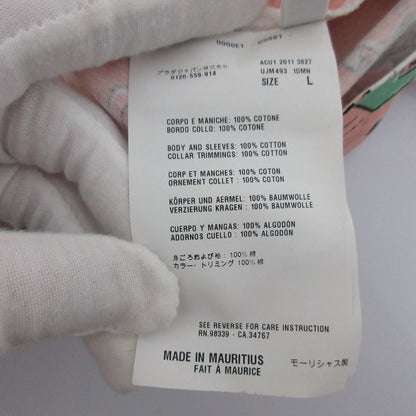 プラダジャパン株式会社
0120-559-914
ACU1 2011 3827
UJM493 1DMN
SIZE L
CORPO E MANICHE: 100% COTONE
BORDO COLLO: 100% COTONE
BODY AND SLEEVES: 100% COTTON
COLLAR TRIMMINGS: 100% COTTON
CORP ET MANCHES: 100% COTON
ORNEMENT COLLET : 100% COTON
KÖRPER UND AERMEL: 100% BAUMWOLLE
VERZIERUNG KRAGEN : 100% BAUMWOLLE
CUERPO Y MANGAS: 100% ALGODÓN
ADORNOS CUELLO : 100% ALGODÓN
身ごろおよび袖: 100% 綿
カラー・トリミング: 100% 綿
SEE REVERSE FOR CARE INSTRUCTION
RN.98339 - CA.34767
MADE IN MAURITIUS
FAIT À MAURICE
モーリシャス製